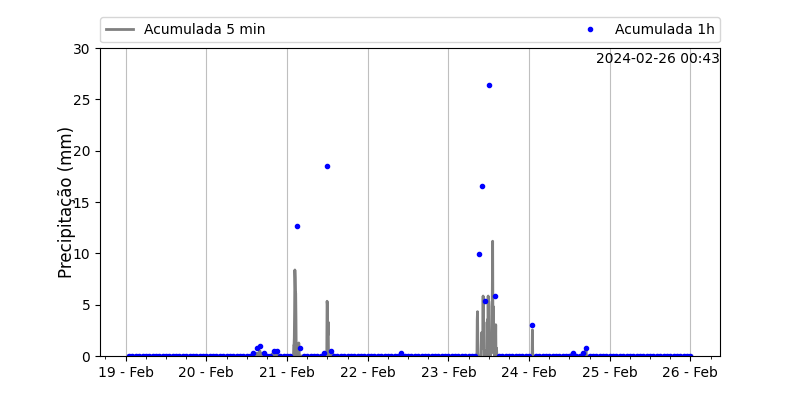 Acumulada 5 min
Acumulada 1h
2024-02-26 00:43
Precipitação (mm)
30
25
20
15
10
5
0
19 - Feb
20 - Feb
21 - Feb
22 - Feb
23 - Feb
24 - Feb
25 - Feb
26 - Feb